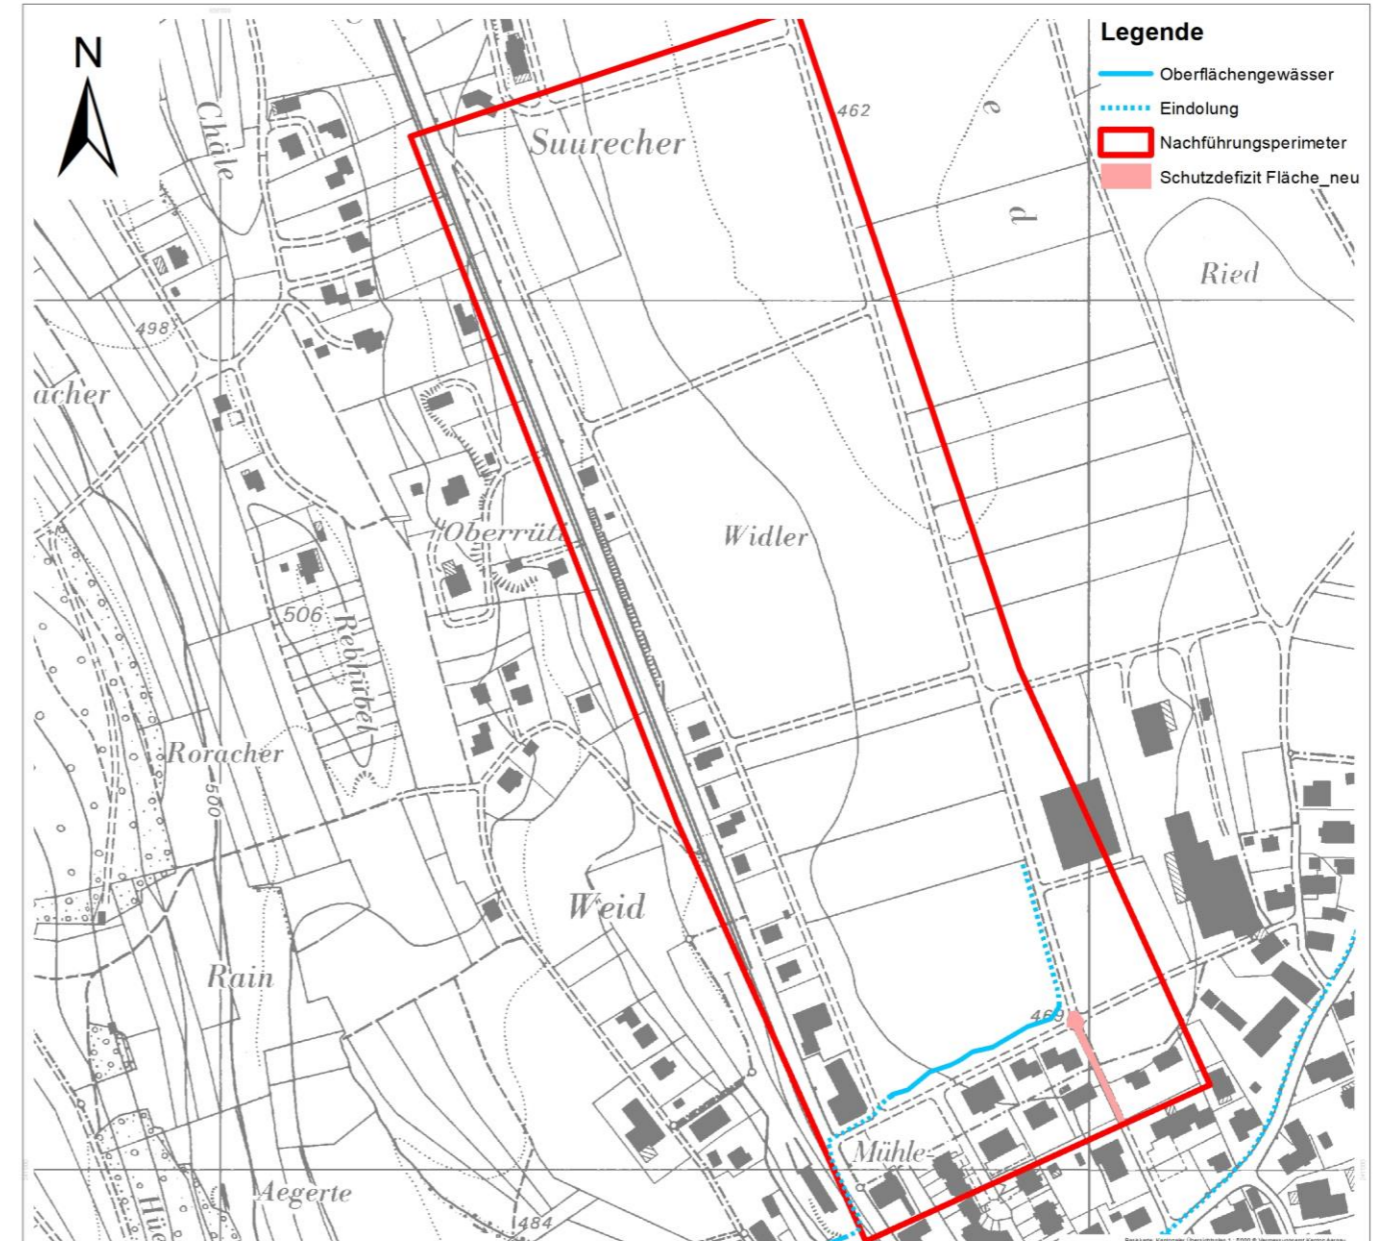 N
Legende
Oberflächengewässer
Eindolung
Nachführungsperimeter
Schutzdefizit Fläche_neu
Chäle
Suurecher
462
e
d
Ried
498
acher
Widler
Oberrüti
506
Rebhübel
Roracher
500
Weid
Rain
469
Mühle
Aegerte
484